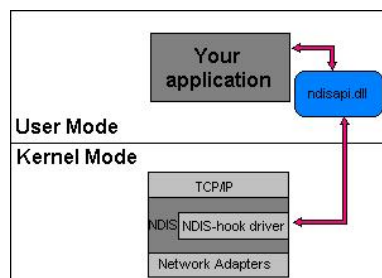 Your
application
ndisapi.dll
User Mode
Kernel Mode
TCP/IP
NDIS
NDIS-hook driver
Network Adapters